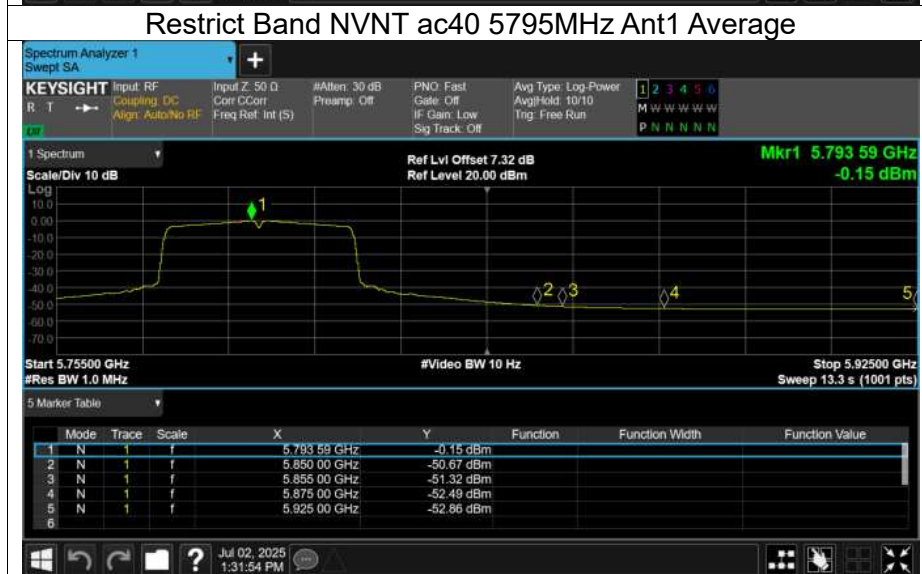 Restrict Band NVNT ac40 5795MHz Ant1 Average
Spectrum Analyzer 1
Swept SA
+
KEYSIGHT
R T
LXI
Input: RF
Coupling: DC
Align: Auto/No RF
Input Z: 50 Ω
Corr CCorr
Freq Ref: Int (S)
#Atten: 30 dB
Preamp: Off
PNO: Fast
Gate: Off
IF Gain: Low
Sig Track: Off
Avg Type: Log-Power
Avg|Hold: 10/10
Trig: Free Run
1 2 3 4 5 6
M W W W W W
P N N N N N
1 Spectrum
Scale/Div 10 dB
Log
Ref Lvl Offset 7.32 dB
Ref Level 20.00 dBm
Mkr1 5.793 59 GHz
-0.15 dBm
10.0
0.00
-10.0
-20.0
-30.0
-40.0
-50.0
-60.0
-70.0
1
2 3 4 5
Start 5.75500 GHz
#Res BW 1.0 MHz
#Video BW 10 Hz
Stop 5.92500 GHz
Sweep 13.3 s (1001 pts)
5 Marker Table
Mode Trace Scale X Y Function Function Width Function Value
1 N 1 f 5.793 59 GHz -0.15 dBm
2 N 1 f 5.850 00 GHz -50.67 dBm
3 N 1 f 5.855 00 GHz -51.32 dBm
4 N 1 f 5.875 00 GHz -52.49 dBm
5 N 1 f 5.925 00 GHz -52.86 dBm
6
?
Jul 02, 2025
1:31:54 PM